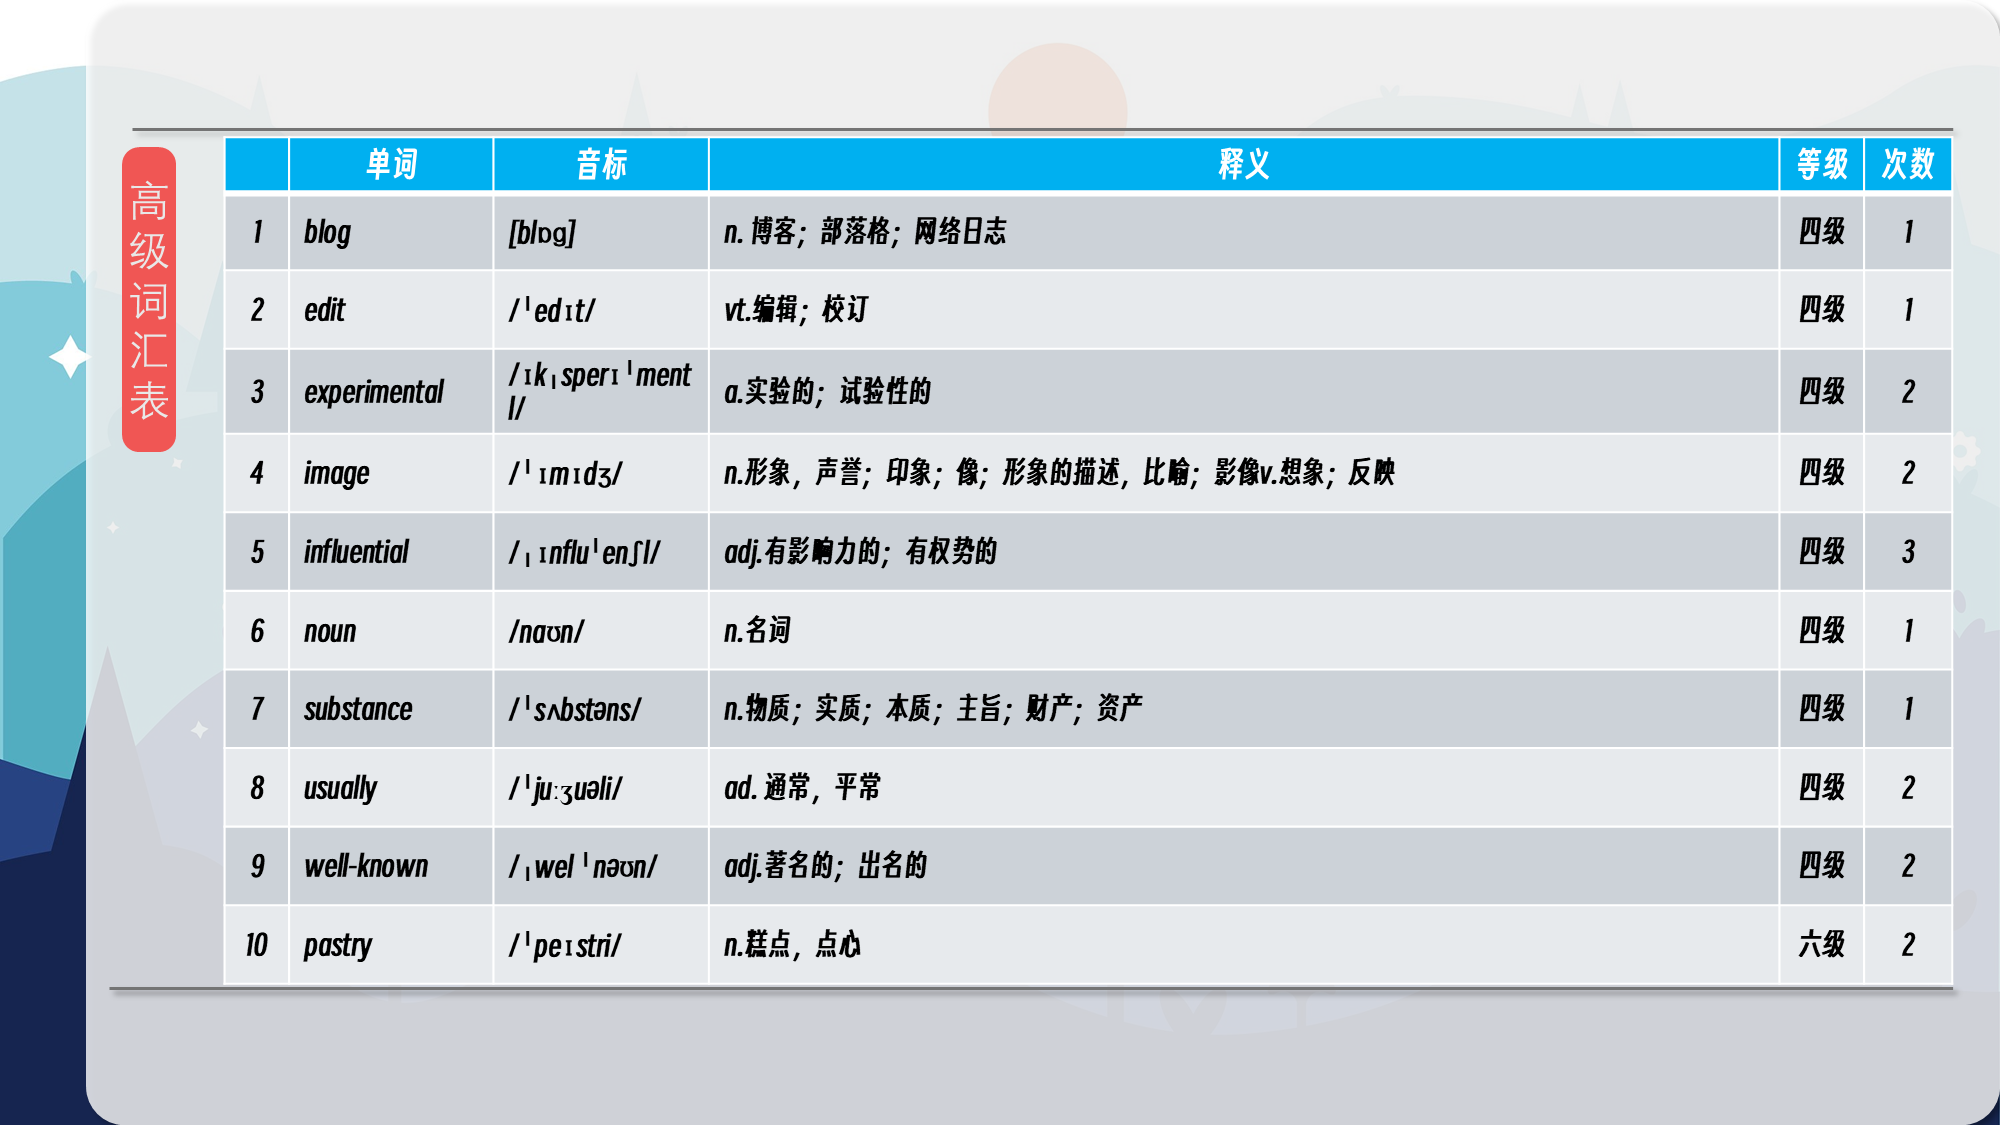 高级词汇表
单词 音标 释义 等级 次数
1 blog [blɒg] n. 博客；部落格；网络日志 四级 1
2 edit /ˈedɪt/ vt.编辑；校订 四级 1
3 experimental /ɪkˌsperɪˈment
l/ a.实验的；试验性的 四级 2
4 image /ˈɪmɪdʒ/ n.形象，声誉；印象；像；形象的描述，比喻；影像v.想象；反映 四级 2
5 influential /ˌɪnfluˈenʃl/ adj.有影响力的；有权势的 四级 3
6 noun /naʊn/ n.名词 四级 1
7 substance /ˈsʌbstəns/ n.物质；实质；本质；主旨；财产；资产 四级 1
8 usually /ˈjuːʒuəli/ ad. 通常，平常 四级 2
9 well-known /ˌwel ˈnəʊn/ adj.著名的；出名的 四级 2
10 pastry /ˈpeɪstri/ n.糕点，点心 六级 2